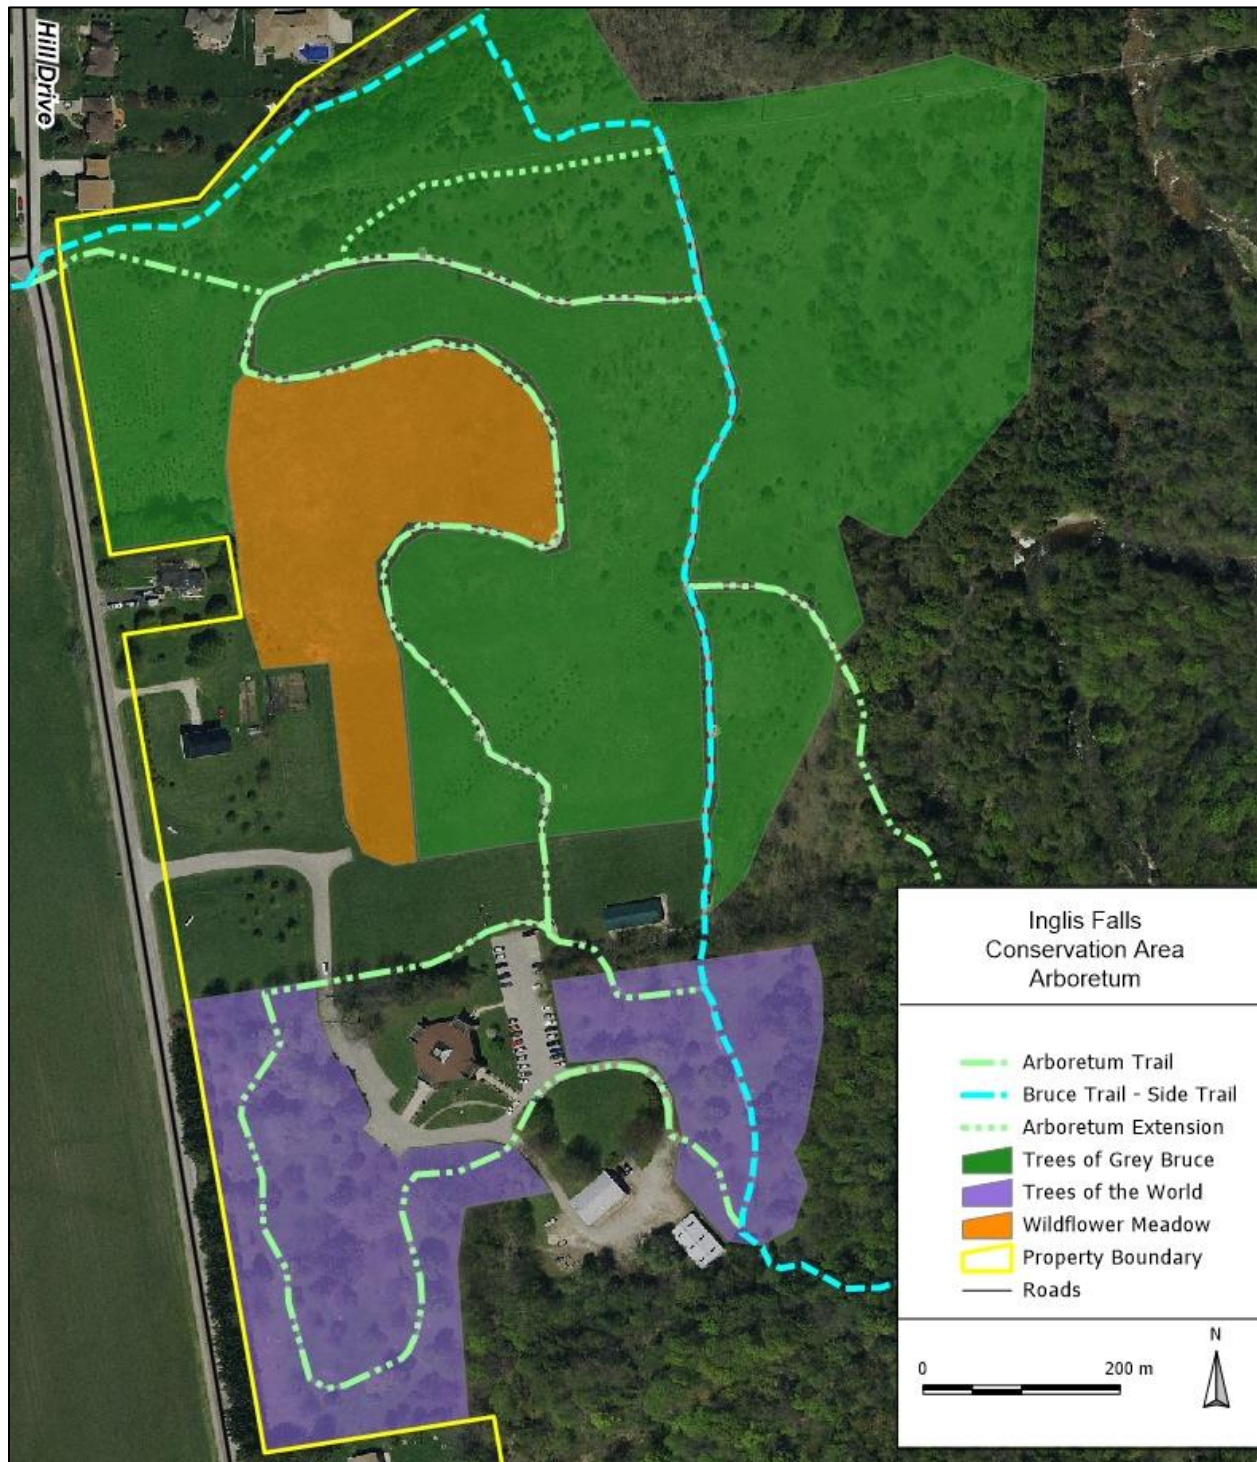 Hill Drive
Inglis Falls
Conservation Area
Arboretum
Arboretum Trail
Bruce Trail - Side Trail
Arboretum Extension
Trees of Grey Bruce
Trees of the World
Wildflower Meadow
Property Boundary
Roads
0 200 m
N